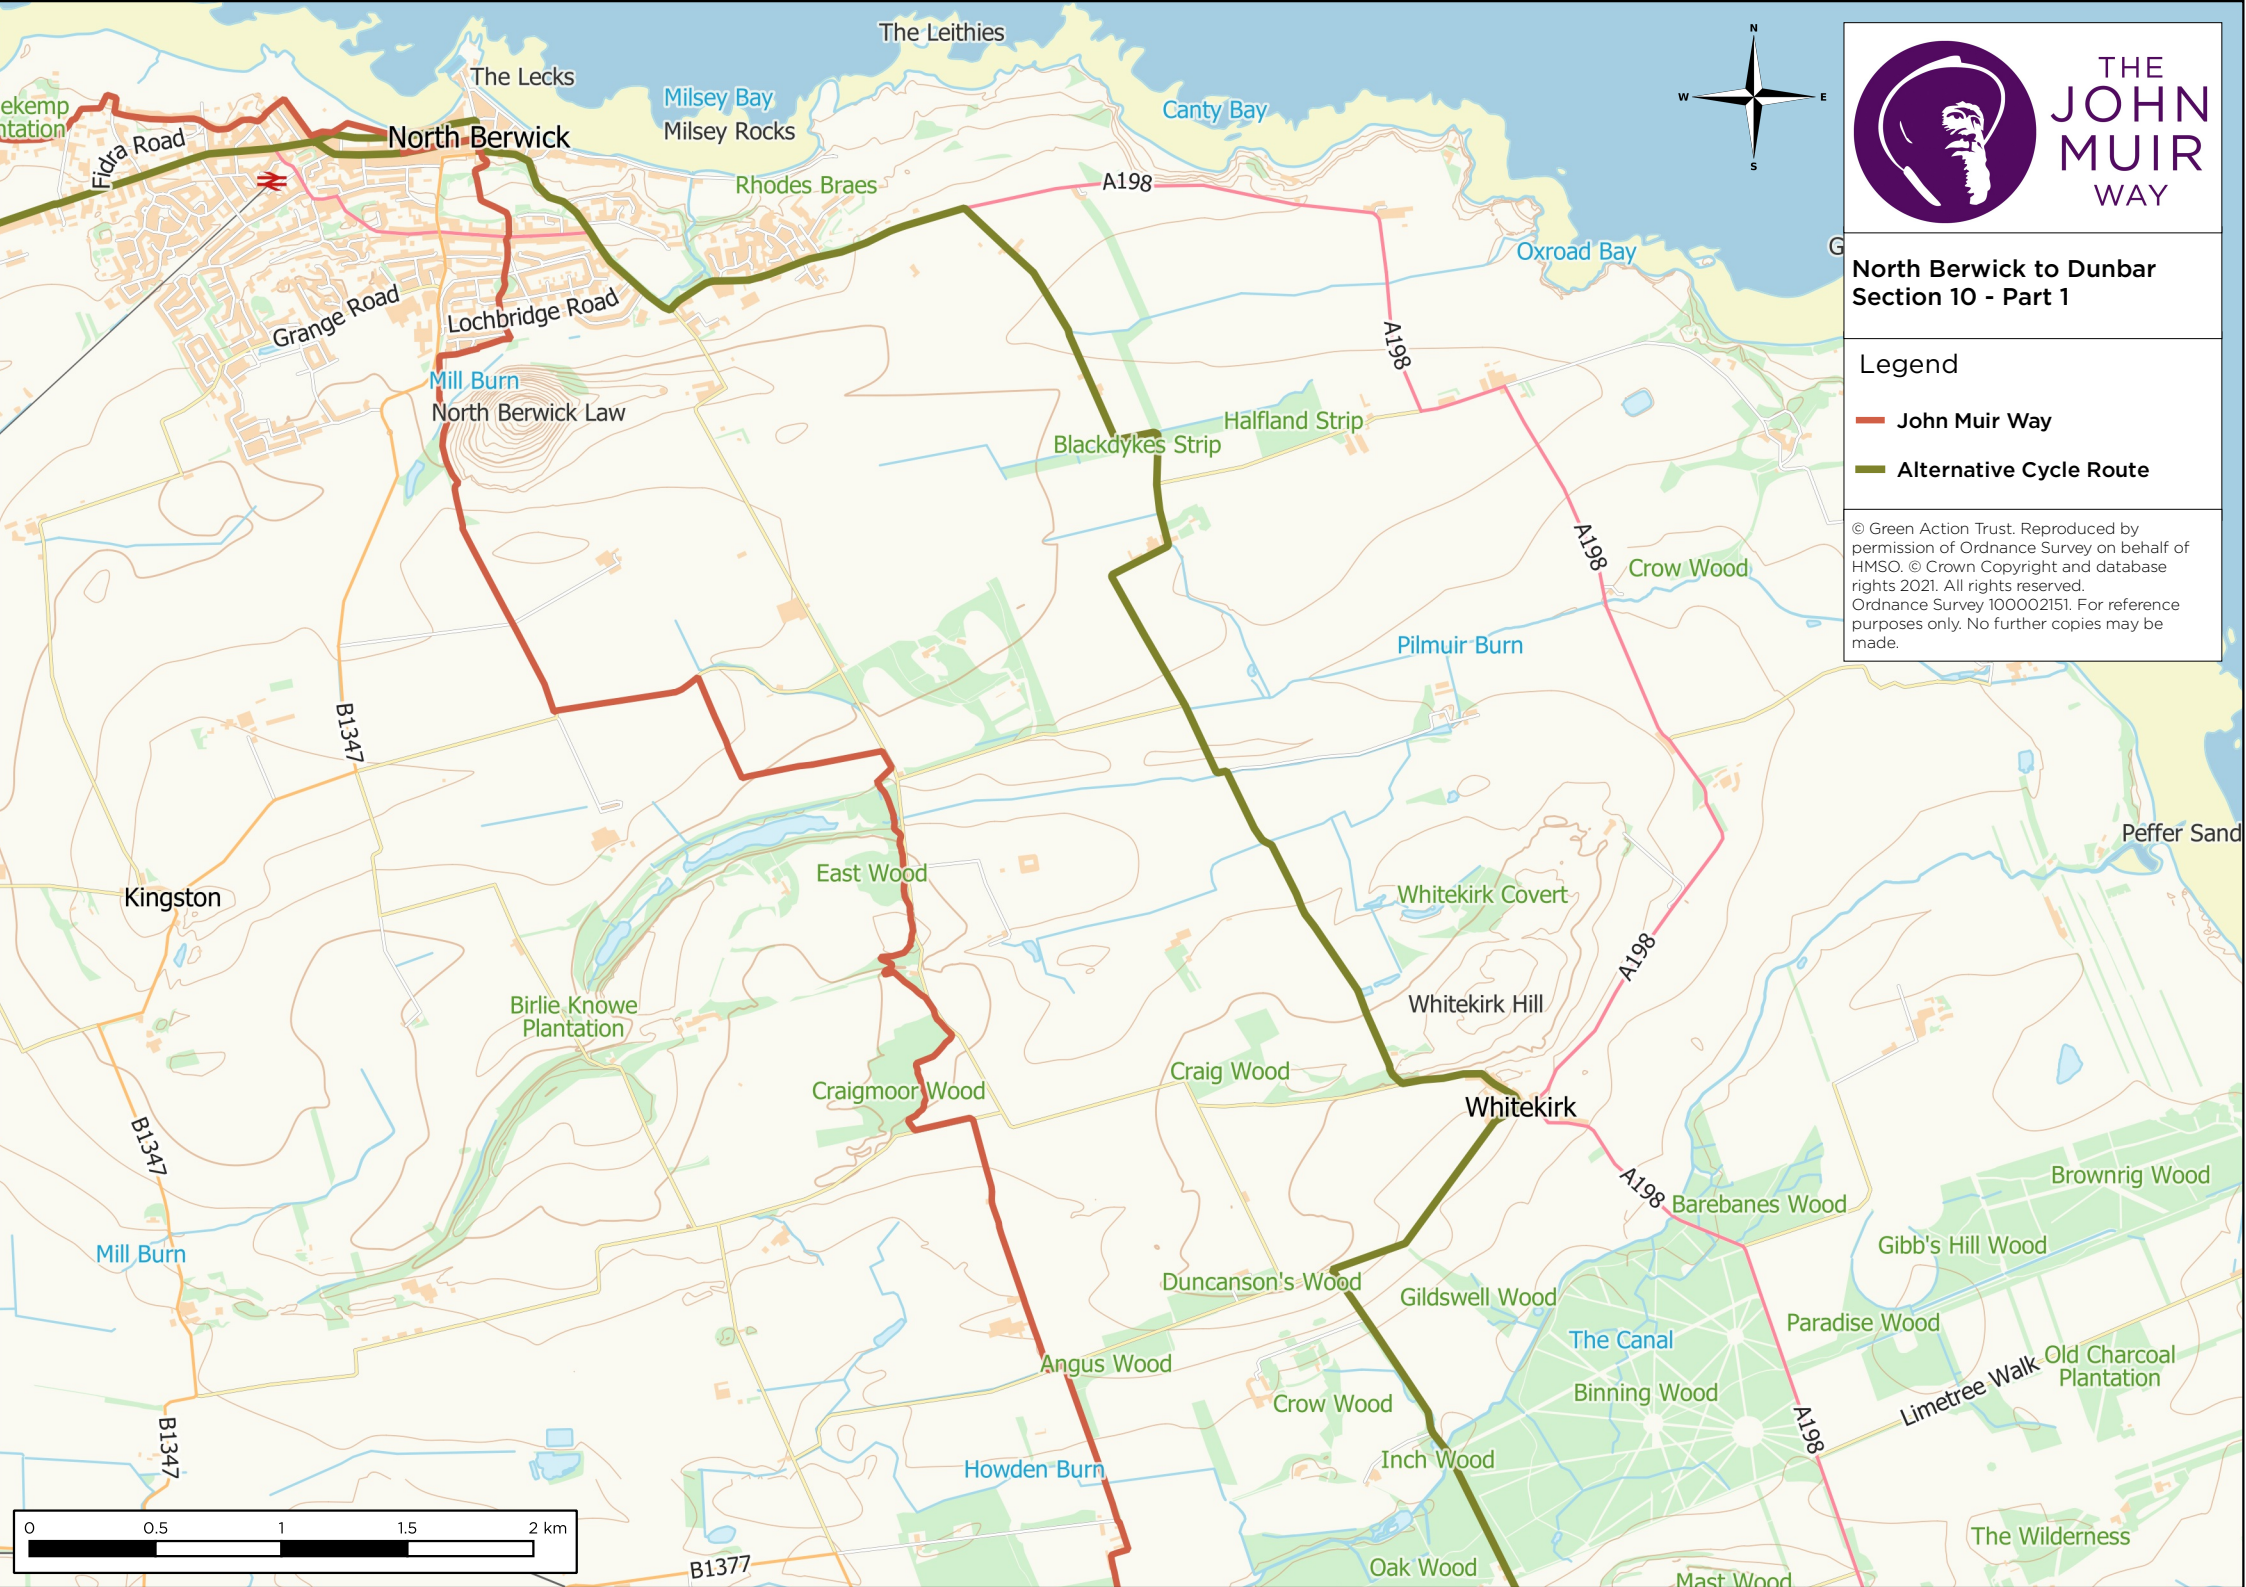 The Leithies
The Lecks
ekemp
ntation
Milsey Bay
Milsey Rocks
Canty Bay
North Berwick
Fidra Road
Rhodes Braes
A198
Oxroad Bay
G
Grange Road
Lochbridge Road
A198
Mill Burn
North Berwick Law
Halfland Strip
Blackdykes Strip
A198
Crow Wood
Pilmuir Burn
B1347
Peffer Sand
East Wood
Kingston
Whitekirk Covert
A198
Birlie Knowe
Plantation
Whitekirk Hill
Craig Wood
Craigmoor Wood
Whitekirk
B1347
A198
Brownrig Wood
Barebanes Wood
Mill Burn
Gibb's Hill Wood
Duncanson's Wood
Gildswell Wood
Paradise Wood
The Canal
Angus Wood
Old Charcoal
Plantation
Limetree Walk
Binning Wood
Crow Wood
A198
B1347
Inch Wood
Howden Burn
The Wilderness
B1377
Oak Wood
Mast Wood
0 0.5 1 1.5 2 km
N
W E
S
THE
JOHN
MUIR
WAY
North Berwick to Dunbar
Section 10 - Part 1
Legend
John Muir Way
Alternative Cycle Route
© Green Action Trust. Reproduced by
permission of Ordnance Survey on behalf of
HMSO. © Crown Copyright and database
rights 2021. All rights reserved.
Ordnance Survey 100002151. For reference
purposes only. No further copies may be
made.